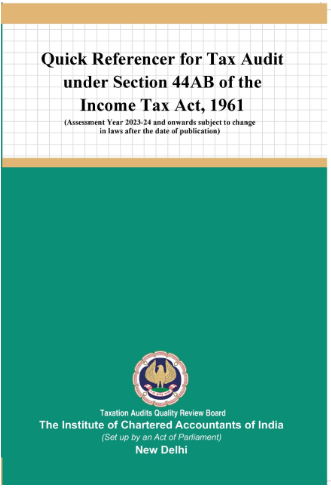 Quick Referencer for Tax Audit
under Section 44AB of the
Income Tax Act, 1961
(Assessment Year 2023-24 and onwards subject to change
in laws after the date of publication)
Taxation Audits Quality Review Board
The Institute of Chartered Accountants of India
(Set up by an Act of Parliament)
New Delhi